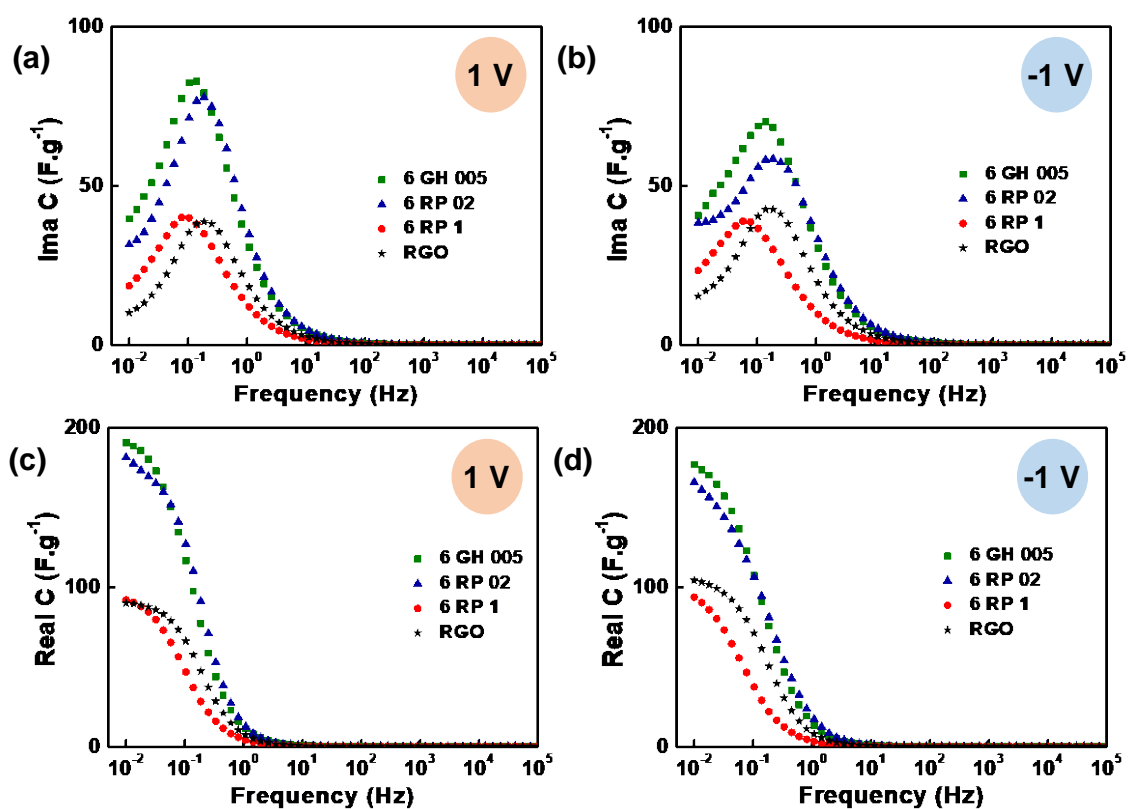 (a)
1 V
Ima C (F.g⁻¹)
100
50
0
6 GH 005
6 RP 02
6 RP 1
RGO
10⁻² 10⁻¹ 10⁰ 10¹ 10² 10³ 10⁴ 10⁵
Frequency (Hz)
(b)
-1 V
Ima C (F.g⁻¹)
100
50
0
6 GH 005
6 RP 02
6 RP 1
RGO
10⁻² 10⁻¹ 10⁰ 10¹ 10² 10³ 10⁴ 10⁵
Frequency (Hz)
(c)
1 V
Real C (F.g⁻¹)
200
100
0
6 GH 005
6 RP 02
6 RP 1
RGO
10⁻² 10⁻¹ 10⁰ 10¹ 10² 10³ 10⁴ 10⁵
Frequency (Hz)
(d)
-1 V
Real C (F.g⁻¹)
200
100
0
6 GH 005
6 RP 02
6 RP 1
RGO
10⁻² 10⁻¹ 10⁰ 10¹ 10² 10³ 10⁴ 10⁵
Frequency (Hz)